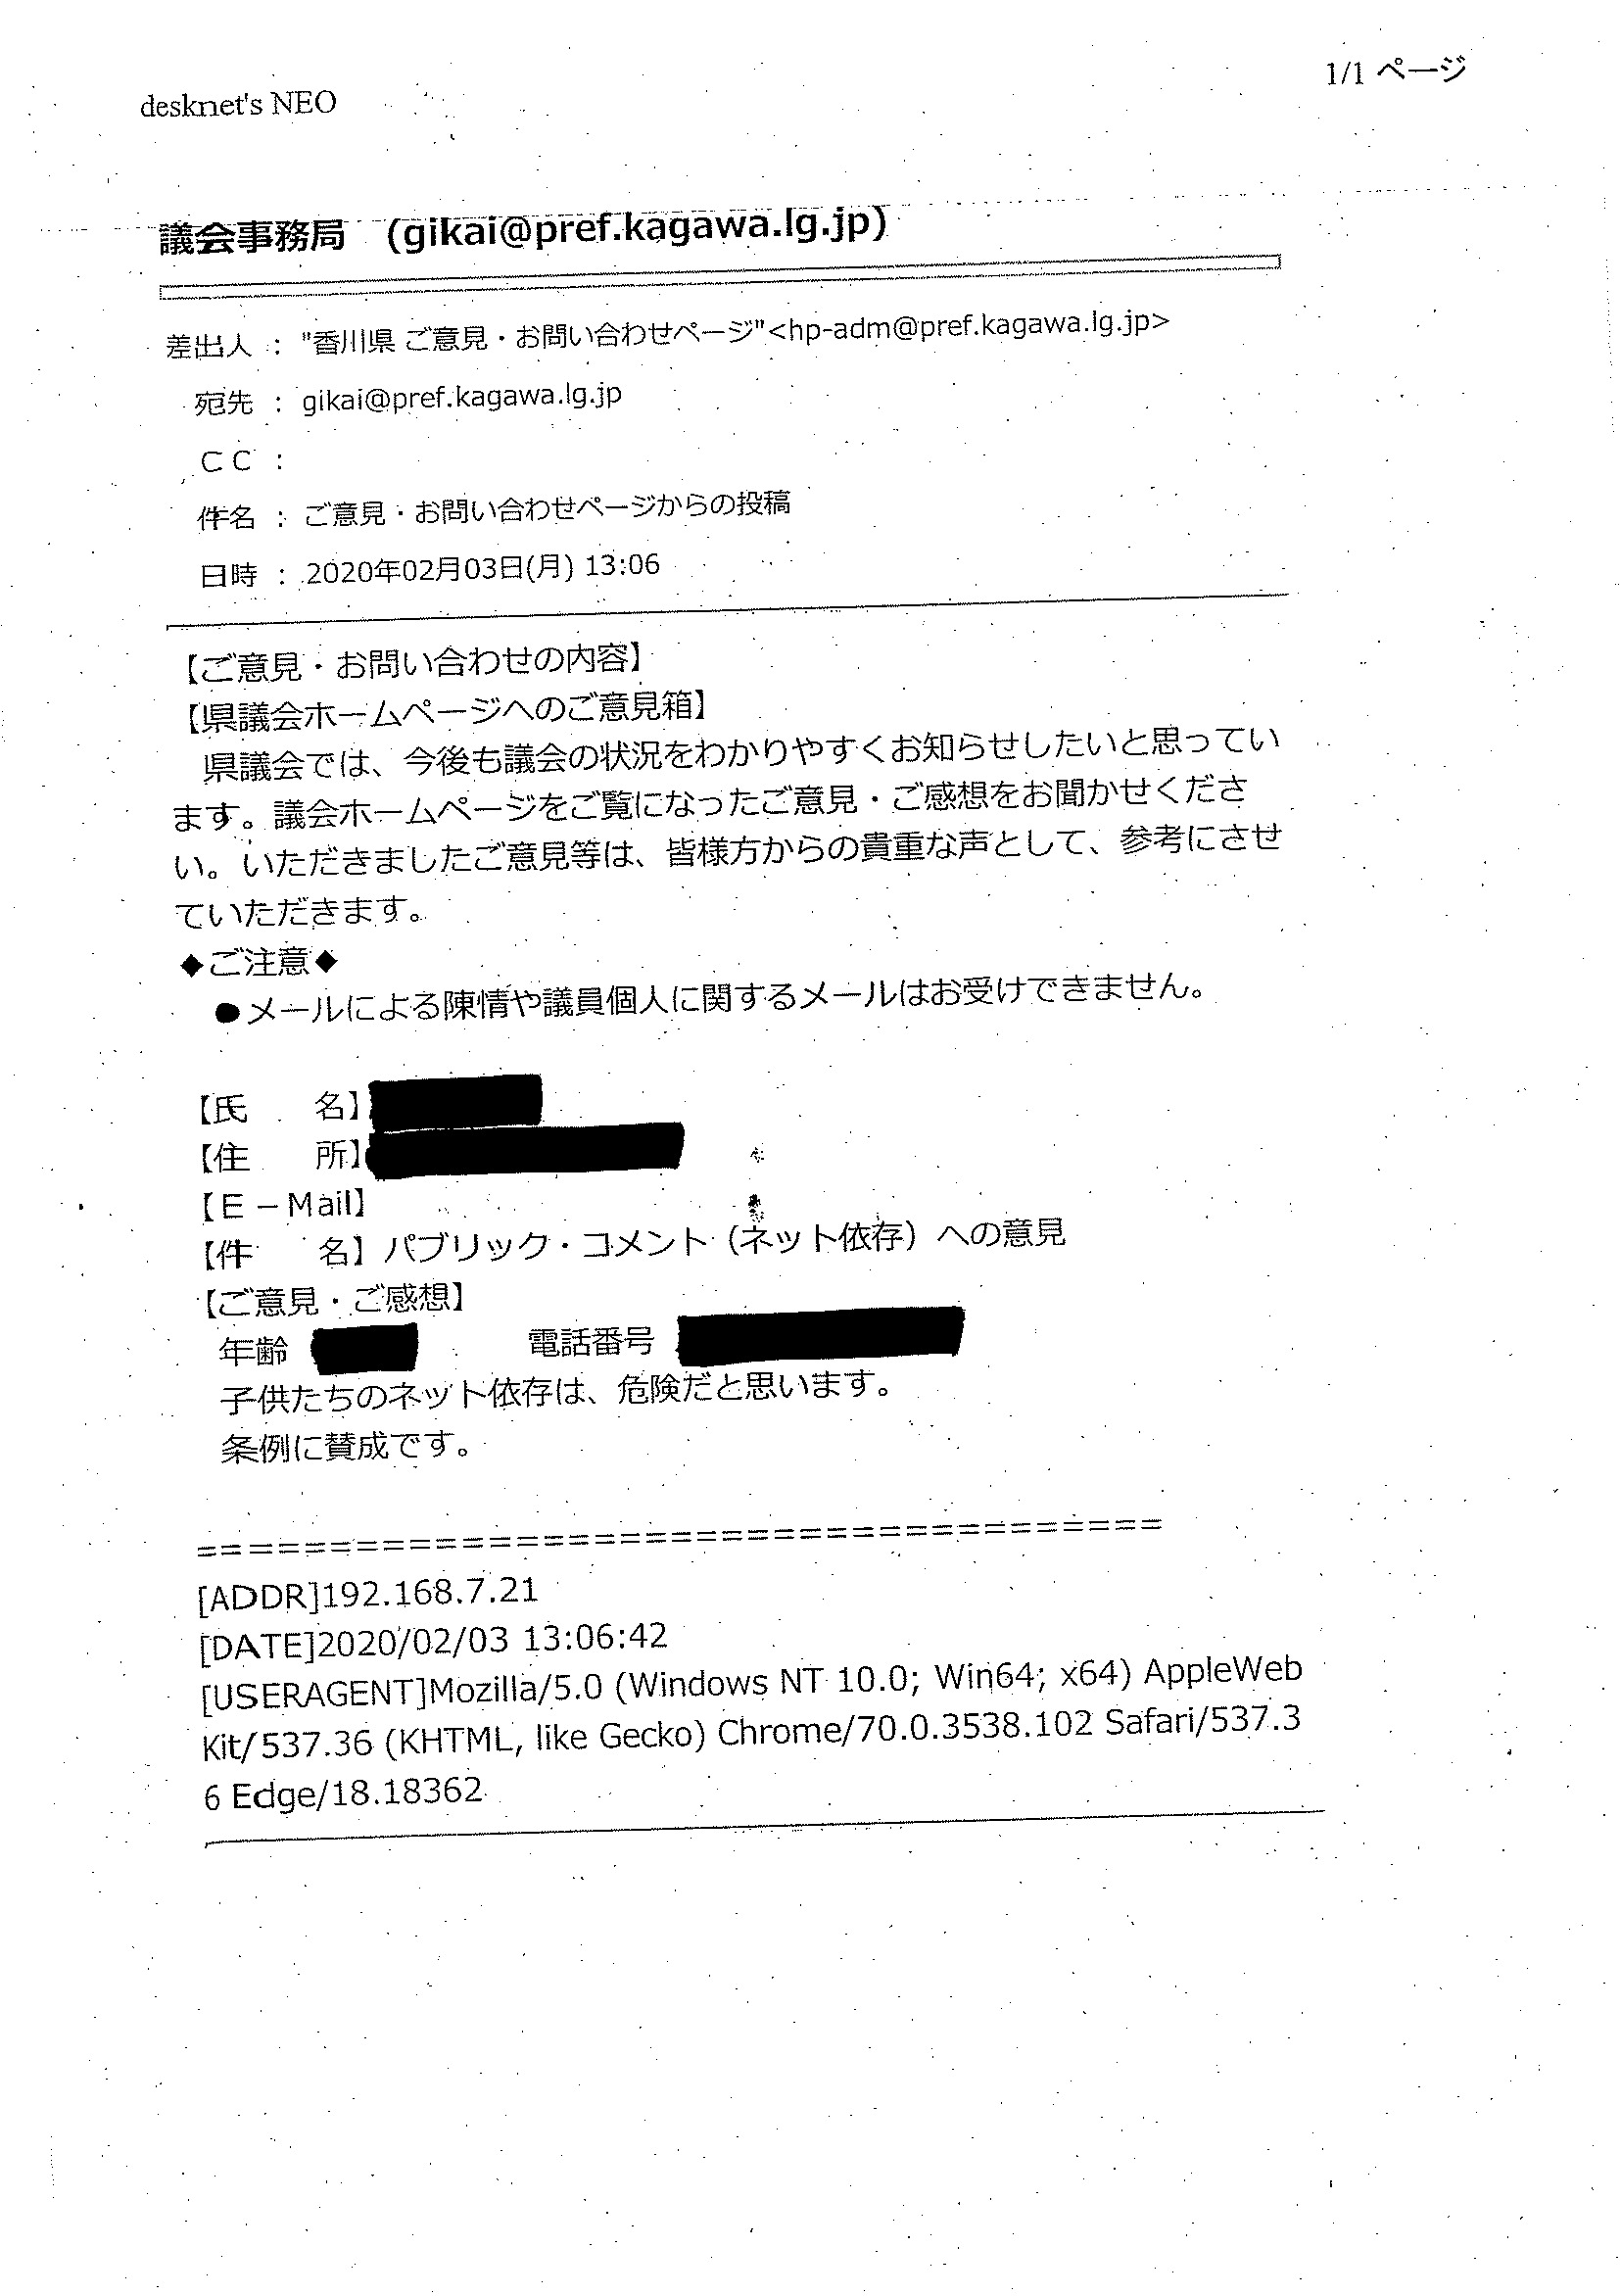 desknet's NEO
1/1 ページ
議会事務局　(gikai@pref.kagawa.lg.jp)
差出人 ： "香川県 ご意見・お問い合わせページ"<hp-adm@pref.kagawa.lg.jp>
宛先 ： gikai@pref.kagawa.lg.jp
ＣＣ ：
件名 ： ご意見・お問い合わせページからの投稿
日時 ： 2020年02月03日(月) 13:06
【ご意見・お問い合わせの内容】
【県議会ホームページへのご意見箱】
　県議会では、今後も議会の状況をわかりやすくお知らせしたいと思ってい
ます。議会ホームページをご覧になったご意見・ご感想をお聞かせくださ
い。いただきましたご意見等は、皆様方からの貴重な声として、参考にさせ
ていただきます。
◆ご注意◆
　●メールによる陳情や議員個人に関するメールはお受けできません。
【氏　　名】
【住　　所】
【Ｅ－Mail】
【件　　名】パブリック・コメント（ネット依存）への意見
【ご意見・ご感想】
年齢　　　　　電話番号
子供たちのネット依存は、危険だと思います。
条例に賛成です。
=====================================
[ADDR]192.168.7.21
[DATE]2020/02/03 13:06:42
[USERAGENT]Mozilla/5.0 (Windows NT 10.0; Win64; x64) AppleWeb
Kit/537.36 (KHTML, like Gecko) Chrome/70.0.3538.102 Safari/537.3
6 Edge/18.18362